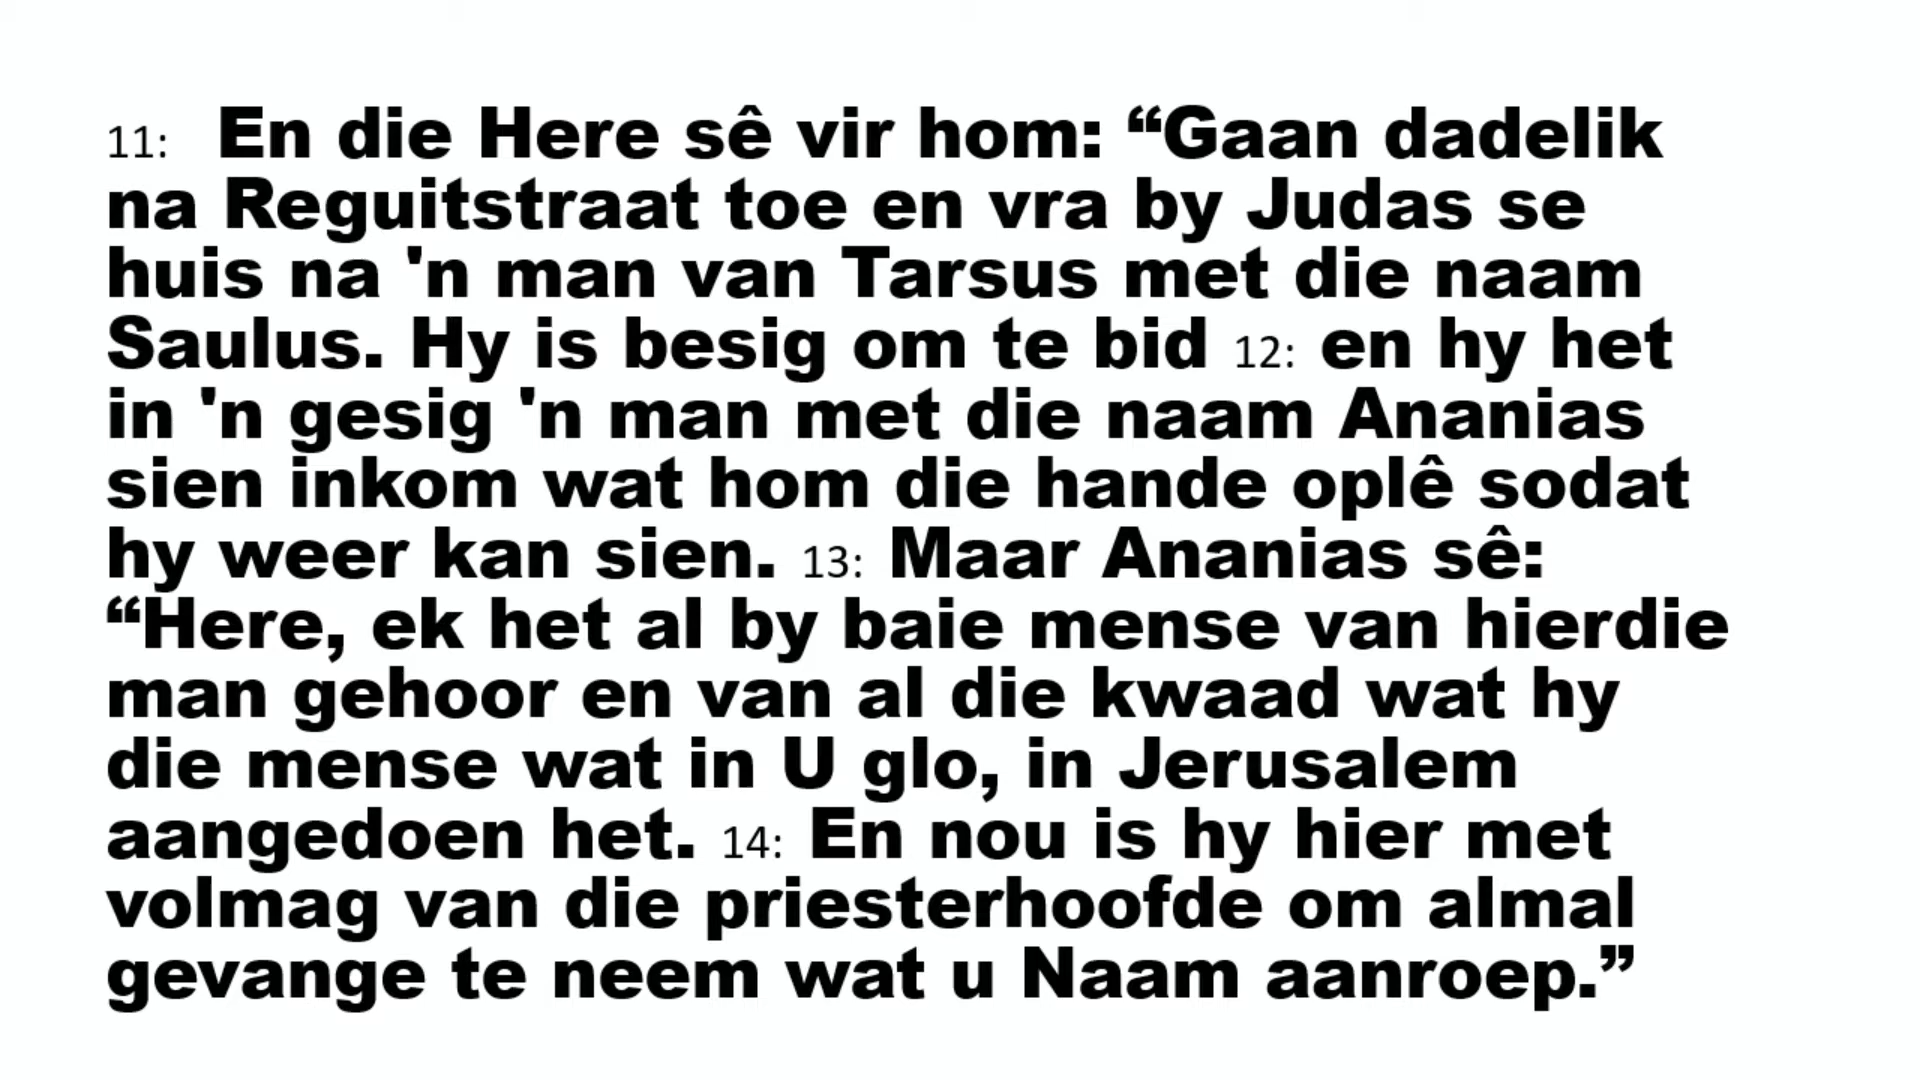 11: En die Here sê vir hom: “Gaan dadelik
na Reguitstraat toe en vra by Judas se
huis na 'n man van Tarsus met die naam
Saulus. Hy is besig om te bid 12: en hy het
in 'n gesig 'n man met die naam Ananias
sien inkom wat hom die hande oplê sodat
hy weer kan sien. 13: Maar Ananias sê:
“Here, ek het al by baie mense van hierdie
man gehoor en van al die kwaad wat hy
die mense wat in U glo, in Jerusalem
aangedoen het. 14: En nou is hy hier met
volmag van die priesterhoofde om almal
gevange te neem wat u Naam aanroep.”